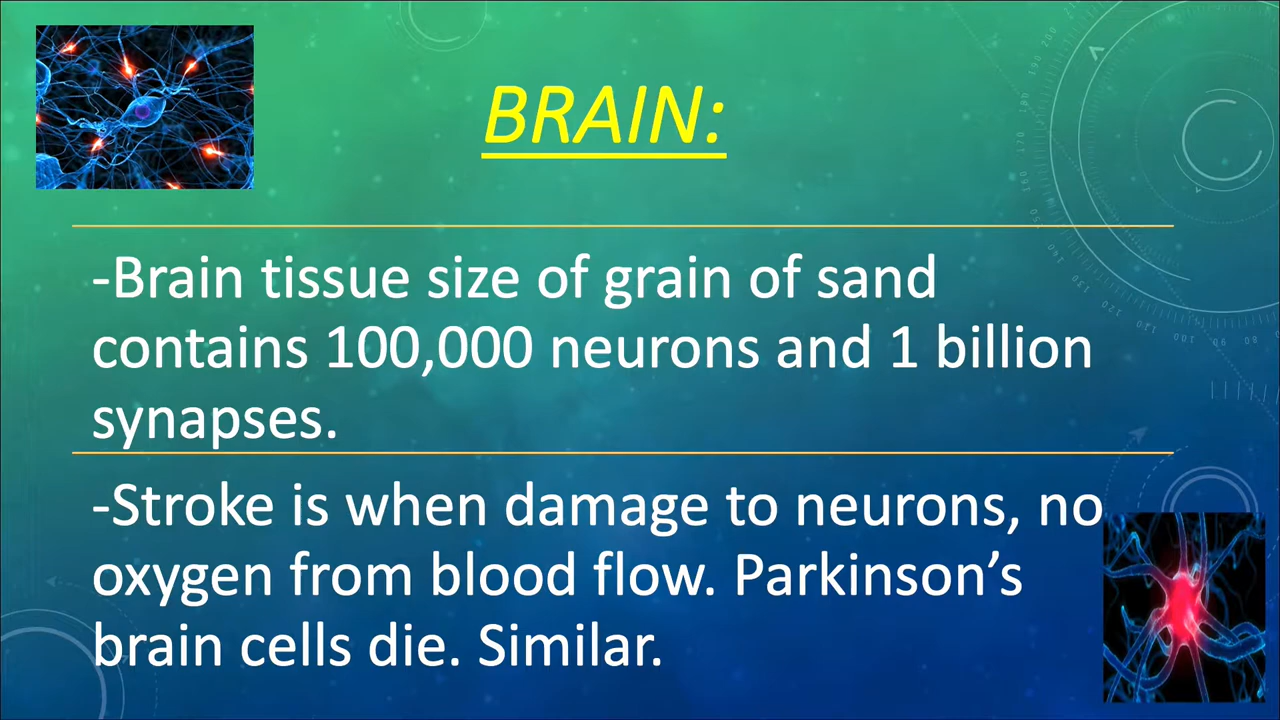 BRAIN:
-Brain tissue size of grain of sand
contains 100,000 neurons and 1 billion
synapses.
-Stroke is when damage to neurons, no
oxygen from blood flow. Parkinson’s
brain cells die. Similar.